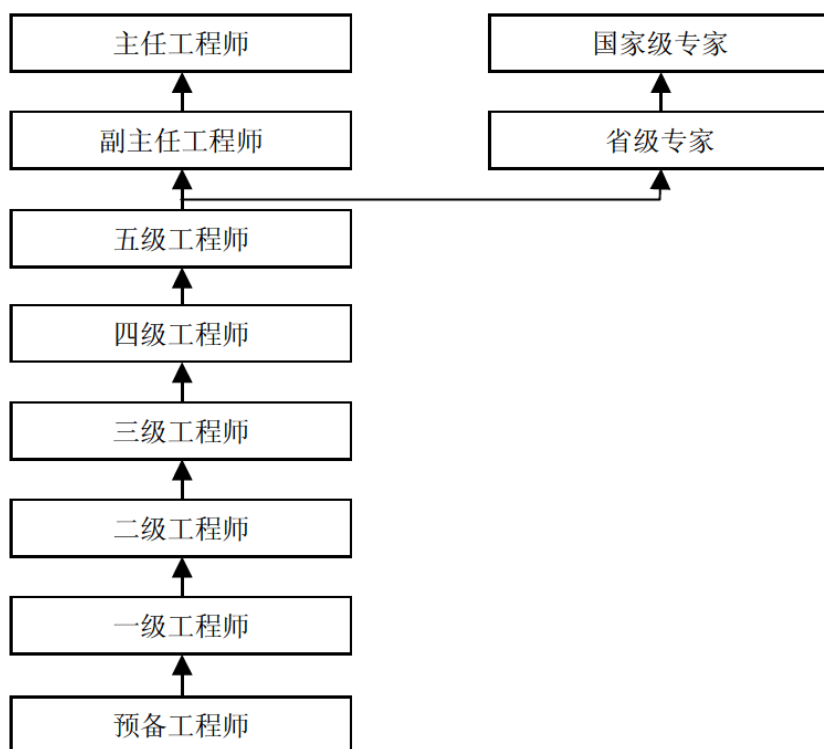 主任工程师
国家级专家
副主任工程师
省级专家
五级工程师
四级工程师
三级工程师
二级工程师
一级工程师
预备工程师